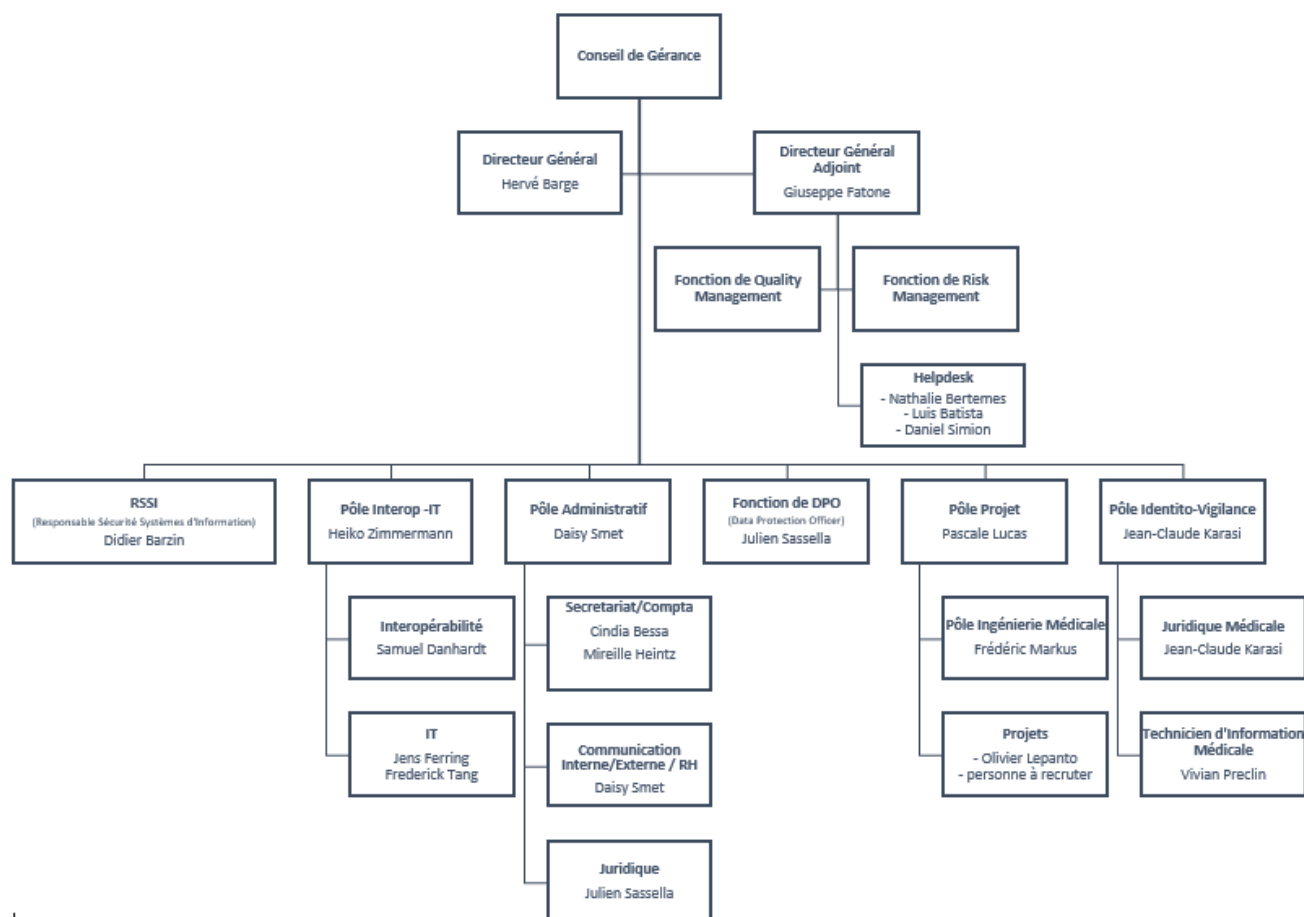 Conseil de Gérance
Directeur Général
Hervé Barge
Directeur Général
Adjoint
Giuseppe Fatone
Fonction de Quality
Management
Fonction de Risk
Management
Helpdesk
- Nathalie Bertemes
- Luis Batista
- Daniel Simion
RSSI
(Responsable Sécurité Systèmes d'Information)
Didier Barzin
Pôle Interop -IT
Heiko Zimmermann
Pôle Administratif
Daisy Smet
Fonction de DPO
(Data Protection Officer)
Julien Sassella
Pôle Projet
Pascale Lucas
Pôle Identito-Vigilance
Jean-Claude Karasi
Interopérabilité
Samuel Danhardt
IT
Jens Ferring
Frederick Tang
Secretariat/Compta
Cindia Bessa
Mireille Heintz
Communication
Interne/Externe / RH
Daisy Smet
Juridique
Julien Sassella
Pôle Ingénierie Médicale
Frédéric Markus
Projets
- Olivier Lepanto
- personne à recruter
Juridique Médicale
Jean-Claude Karasi
Technicien d'Information
Médicale
Vivian Preclin